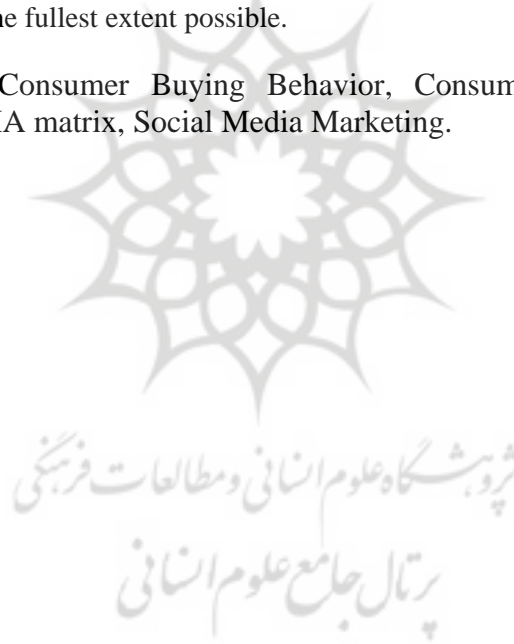 ne fullest extent possible.
Consumer Buying Behavior, Consum
IA matrix, Social Media Marketing.
پژوهشگاه علوم انسانی و مطالعات فرهنگی
پرتال جامع علوم انسانی